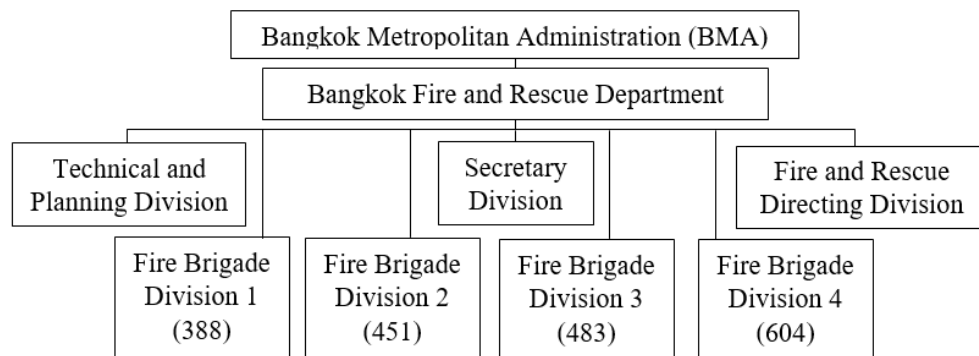 Bangkok Metropolitan Administration (BMA)
Bangkok Fire and Rescue Department
Technical and
Planning Division
Secretary
Division
Fire and Rescue
Directing Division
Fire Brigade
Division 1
(388)
Fire Brigade
Division 2
(451)
Fire Brigade
Division 3
(483)
Fire Brigade
Division 4
(604)